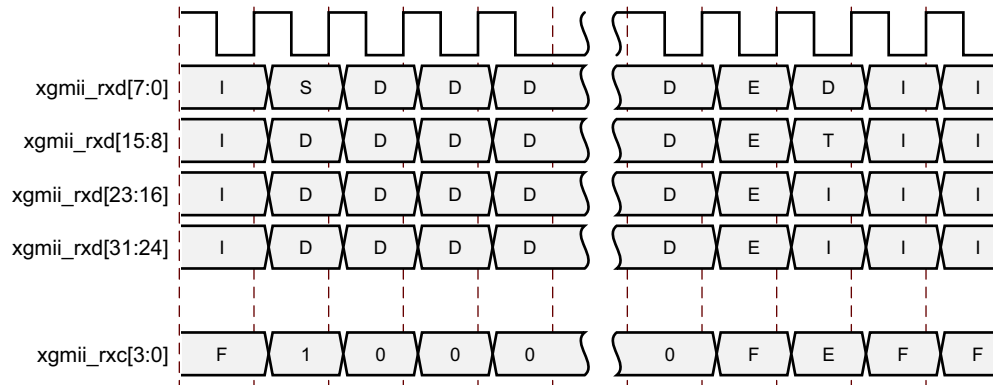 xgmii_rxd[7:0] I S D D D D E D I I
xgmii_rxd[15:8] I D D D D D E T I I
xgmii_rxd[23:16] I D D D D D E I I I
xgmii_rxd[31:24] I D D D D D E I I I
xgmii_rxc[3:0] F 1 0 0 0 0 F E F F